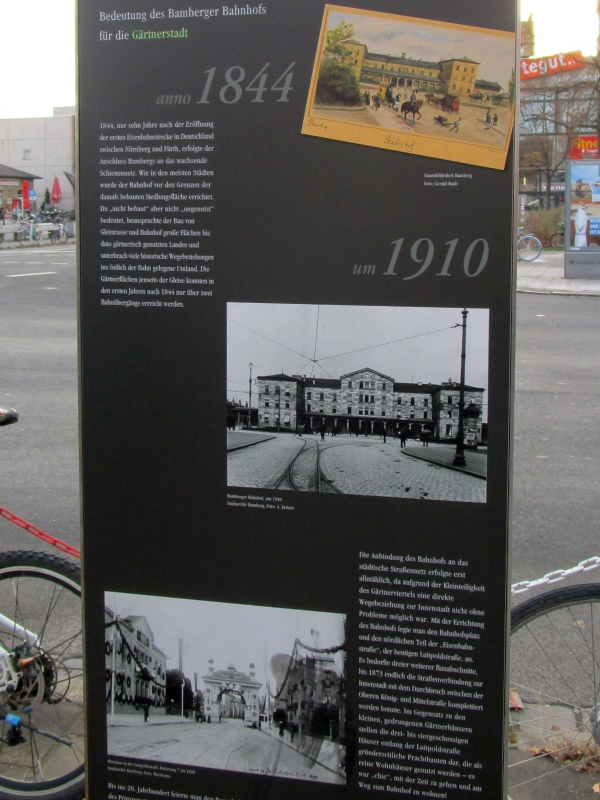 Bedeutung des Bamberger Bahnhofs
für die Gärtnerstadt
anno 1844
1844, nur zehn Jahre nach der Eröffnung
der ersten Eisenbahnstrecke in Deutschland
zwischen Nürnberg und Fürth, erfolgte der
Anschluss Bambergs an das wachsende
Schienennetz. Wie in den meisten Städten
wurde der Bahnhof vor den Grenzen der
damals bebauten Siedlungsfläche errichtet.
Da „nicht bebaut" aber nicht „ungenutzt"
bedeutet, beanspruchte der Bau von
Gleistrasse und Bahnhof große Flächen bis
dato gärtnerisch genutzten Landes und
unterbrach viele historische Wegebeziehungen
ins östlich der Bahn gelegene Umland. Die
Gärtnerflächen jenseits der Gleise konnten in
den ersten Jahren nach 1844 nur über zwei
Bahnübergänge erreicht werden.
Bamberg
Bahnhof
Staatsbibliothek Bamberg
Foto: Gerald Raab
tegut...
um 1910
Bamberger Bahnhof, um 1910
Stadtarchiv Bamberg, Foto: A. Köberer
Die Anbindung des Bahnhofs an das
städtische Straßennetz erfolgte erst
allmählich, da aufgrund der Kleinteiligkeit
des Gärtnerviertels eine direkte
Wegebeziehung zur Innenstadt nicht ohne
Probleme möglich war. Mit der Errichtung
des Bahnhofs legte man den Bahnhofsplatz
und den nördlichen Teil der „Eisenbahn-
straße", der heutigen Luitpoldstraße, an.
Es bedurfte dreier weiterer Bauabschnitte,
bis 1873 endlich die Straßenverbindung zur
Innenstadt mit dem Durchbruch zwischen der
Oberen König- und Mittelstraße komplettiert
werden konnte. Im Gegensatz zu den
kleinen, gedrungenen Gärtnerhäusern
stellen die drei- bis viergeschossigen
Häuser entlang der Luitpoldstraße
gründerzeitliche Prachtbauten dar, die als
reine Wohnhäuser genutzt wurden – es
war „chic", mit der Zeit zu gehen und am
Weg zum Bahnhof zu wohnen!
Stadtarchiv Bamberg, Foto:
Bis ins 20. Jahrhundert feierte man den